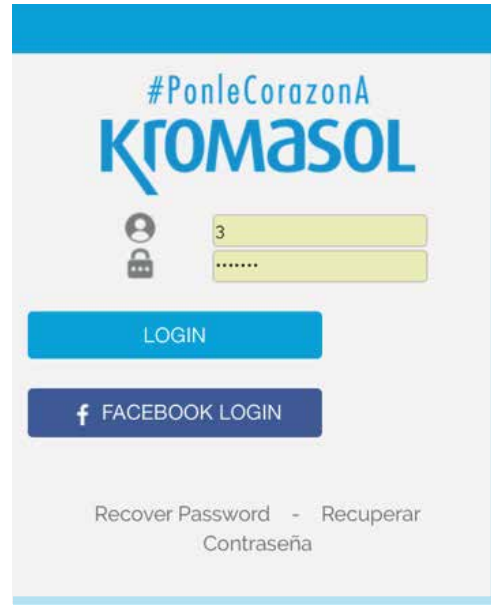 #PonleCorazonA
Kromasol
3
•••••••
LOGIN
f FACEBOOK LOGIN
Recover Password - Recuperar
Contraseña